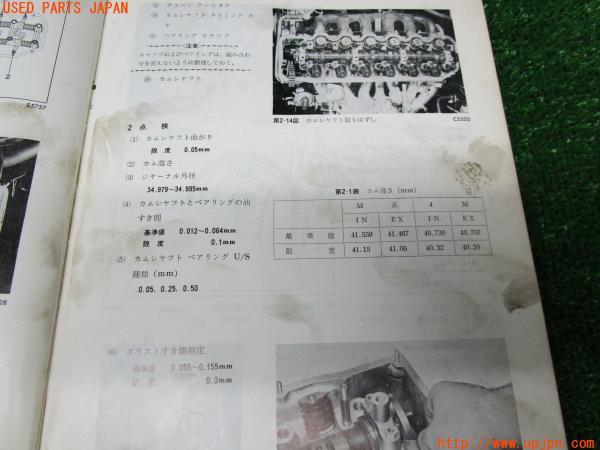 USED PARTS JAPAN
③ チェーン テンショナ
④ カムシャフト タイミング ギ
ヤ
⑤ ベアリング キャップ
注意
キャップおよびベアリングは、組み合わ
せを変えないよう内整理しておく。
⑥ カムシャフト
2
G5757
第2-14図 カムシャフト取りはずし C5333
2 点 検
(1) カムシャフト曲がり
限 度 0.05mm
(2) カム高さ
(3) ジャーナル外径
34.979~34.995mm
(4) カムシャフトとベアリングの油
すき間
基準値 0.012~0.064mm
限 度 0.1mm
(5) カムシャフト ベアリング U/S
種類 (mm)
0.05, 0.25, 0.50
第2-1表 カム高さ (mm)
M 系 4 M
IN EX IN EX
基 準 値 41.559 41.467 40.730 40.707
限 度 41.15 41.06 40.32 40.30
28
(6) スラストすき間測定
基準値 0.055~0.155mm
限 度 0.3mm
http://www.upjpn.com/